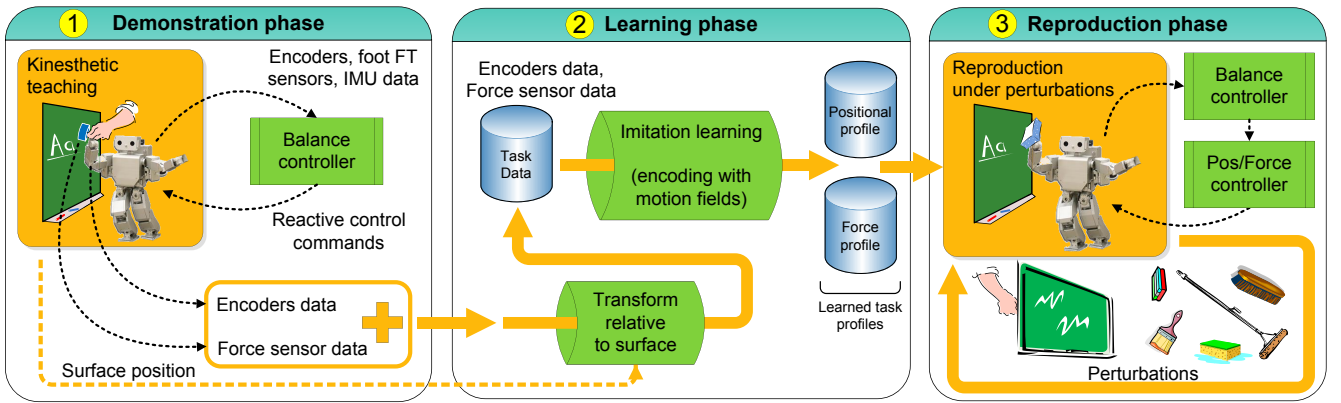 1 Demonstration phase
Kinesthetic
teaching
Aa
Encoders, foot FT
sensors, IMU data
Balance
controller
Reactive control
commands
Encoders data
Force sensor data
Surface position
2 Learning phase
Encoders data,
Force sensor data
Task
Data
Imitation learning
(encoding with
motion fields)
Positional
profile
Force
profile
Learned task
profiles
Transform
relative
to surface
3 Reproduction phase
Reproduction
under perturbations
Aa
Balance
controller
Pos/Force
controller
Perturbations